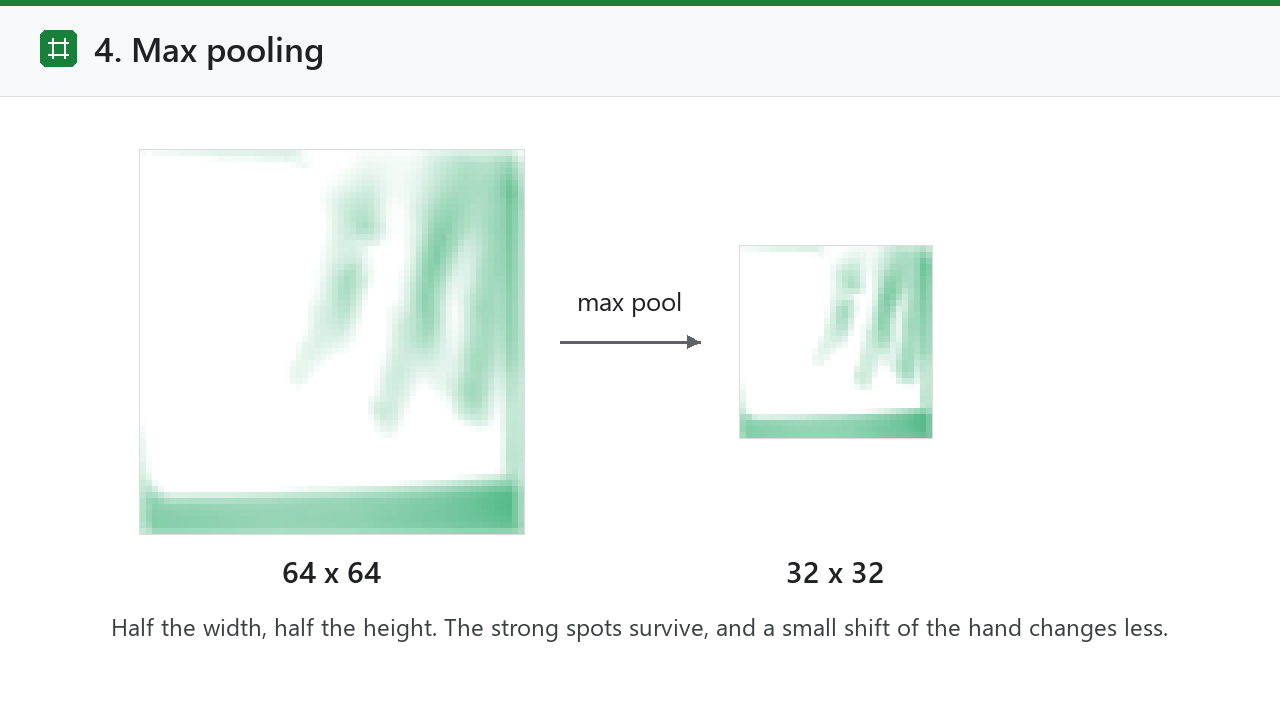 4. Max pooling
max pool
64 x 64
32 x 32
Half the width, half the height. The strong spots survive, and a small shift of the hand changes less.